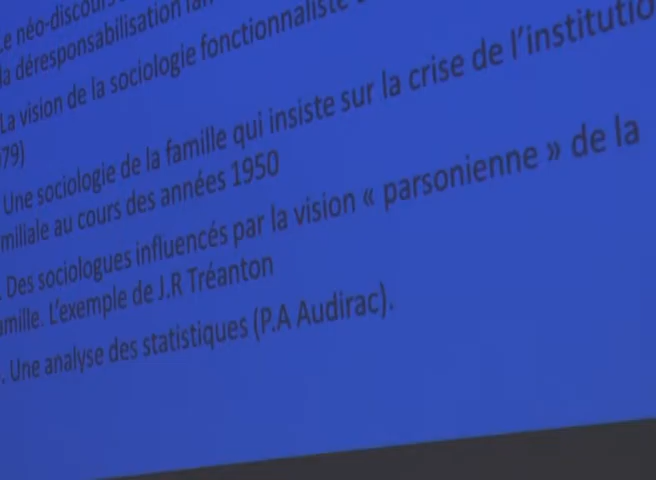 Le néo-discours
la déresponsabilisation
La vision de la sociologie fonctionnaliste
79)
Une sociologie de la famille qui insiste sur la crise de l'institutio
miliale au cours des années 1950
. Des sociologues influencés par la vision « parsonienne » de la
amille. L'exemple de J.R Tréanton
. Une analyse des statistiques (P.A Audirac).